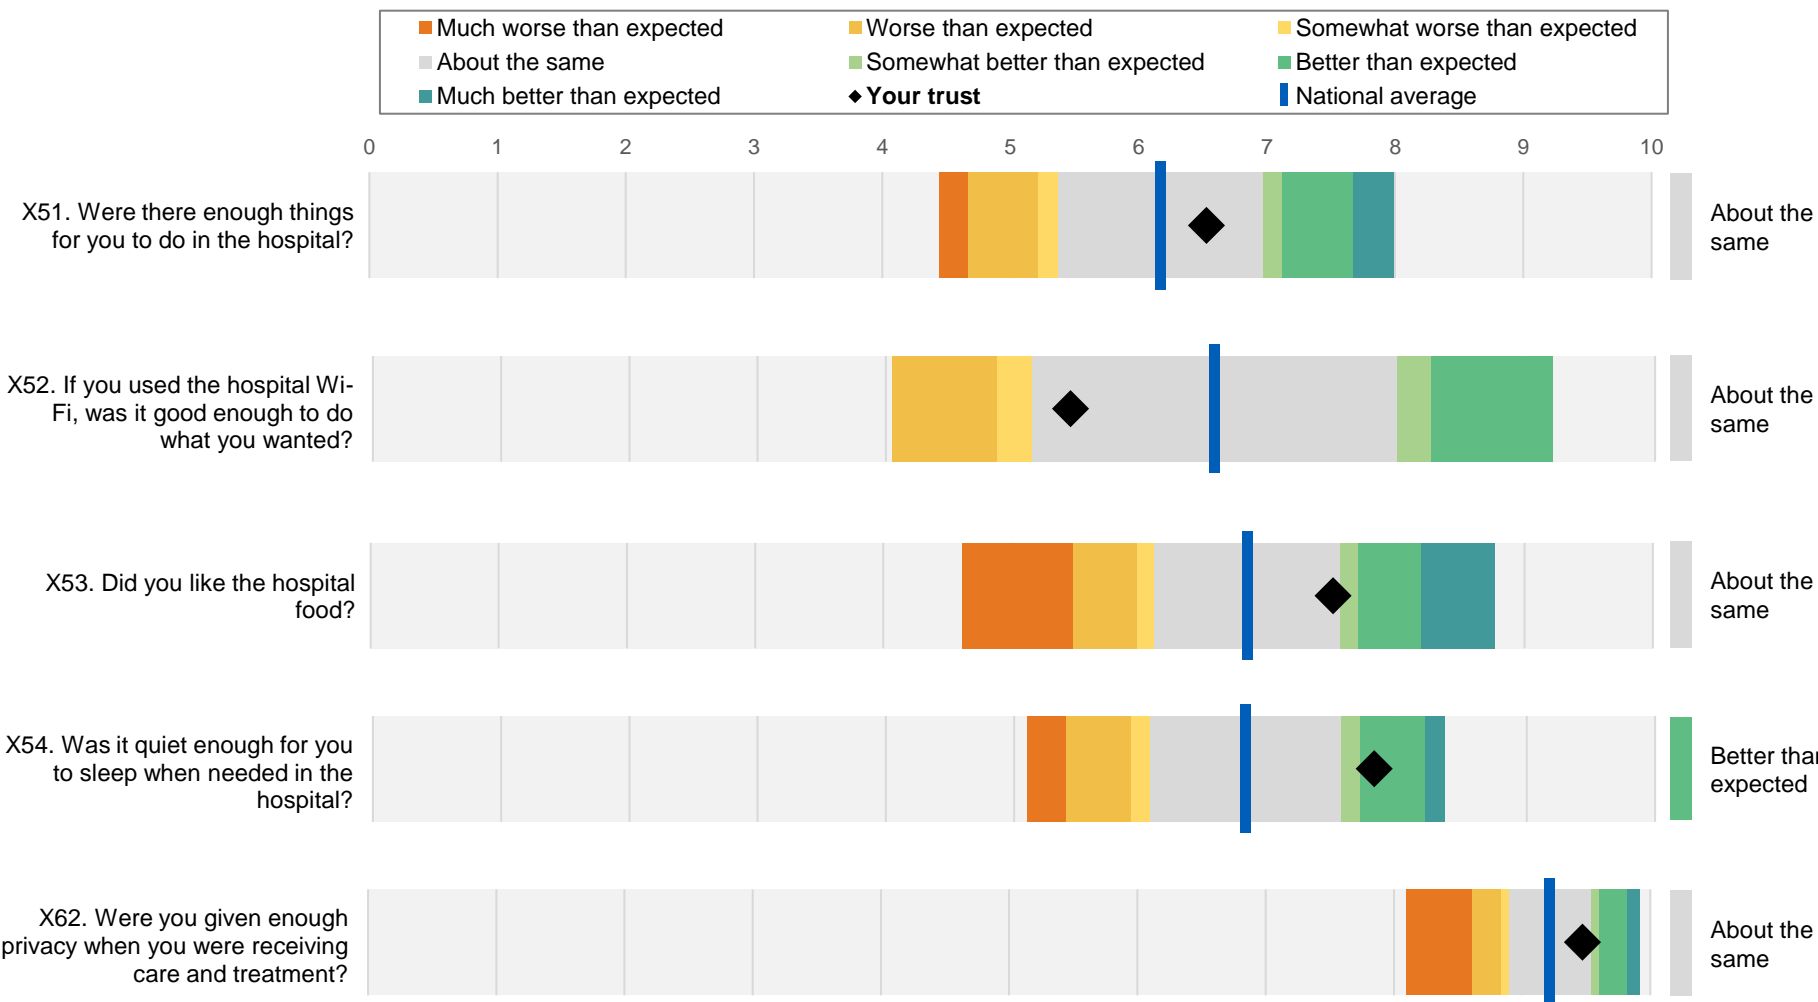 Much worse than expected
Worse than expected
Somewhat worse than expected
About the same
Somewhat better than expected
Better than expected
Much better than expected
Your trust
National average
0 1 2 3 4 5 6 7 8 9 10
X51. Were there enough things
for you to do in the hospital?
About the
same
X52. If you used the hospital Wi-
Fi, was it good enough to do
what you wanted?
About the
same
X53. Did you like the hospital
food?
About the
same
X54. Was it quiet enough for you
to sleep when needed in the
hospital?
Better than
expected
X62. Were you given enough
privacy when you were receiving
care and treatment?
About the
same